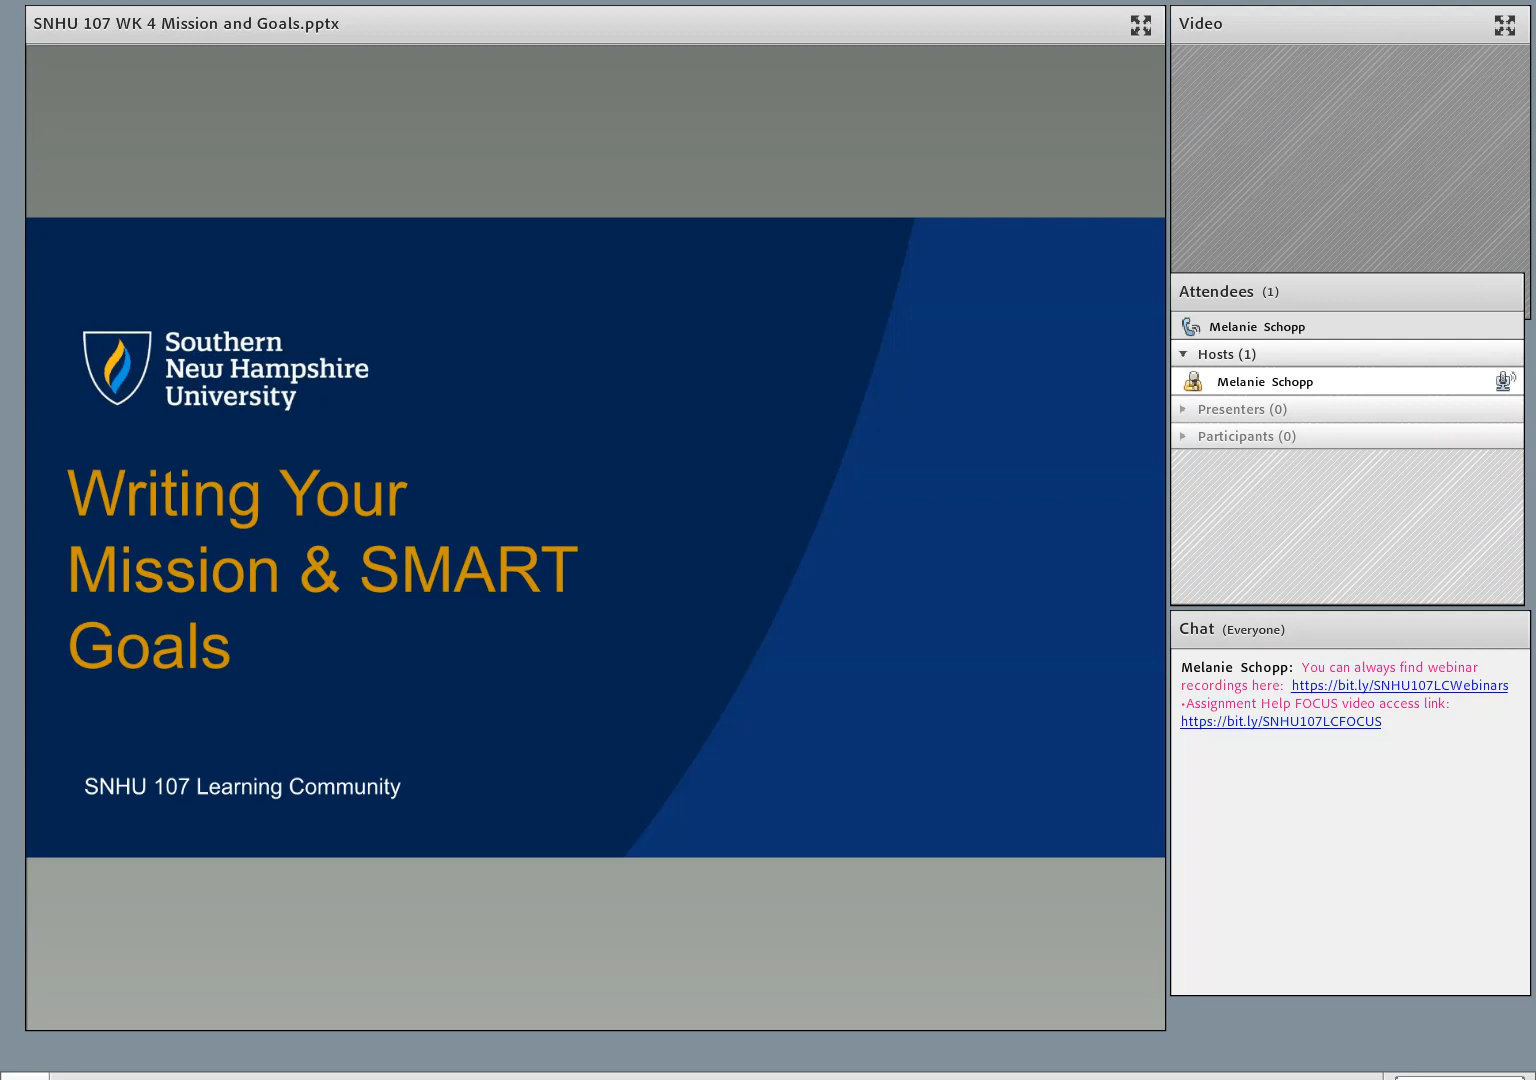 SNHU 107 WK 4 Mission and Goals.pptx
Southern
New Hampshire
University
Writing Your
Mission & SMART
Goals
SNHU 107 Learning Community
Video
Attendees (1)
Melanie Schopp
Hosts (1)
Melanie Schopp
Presenters (0)
Participants (0)
Chat (Everyone)
Melanie Schopp: You can always find webinar
recordings here: https://bit.ly/SNHU107LCWebinars
•Assignment Help FOCUS video access link:
https://bit.ly/SNHU107LCFOCUS